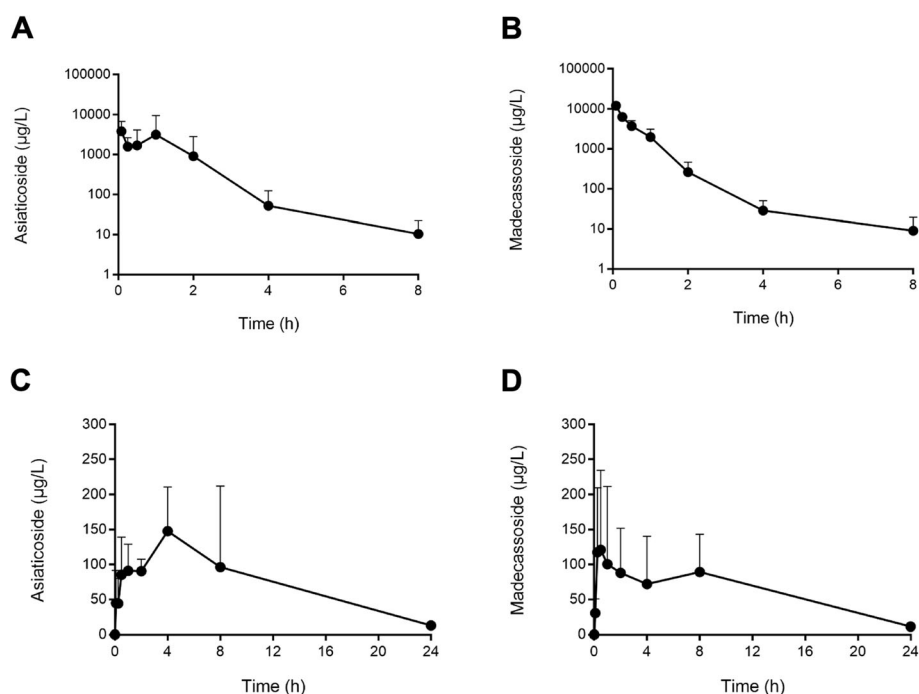 A
Asiaticoside (µg/L)
100000
10000
1000
100
10
1
0 2 4 6 8
Time (h)
B
Madecassoside (µg/L)
100000
10000
1000
100
10
1
0 2 4 6 8
Time (h)
C
Asiaticoside (µg/L)
300
250
200
150
100
50
0
0 4 8 12 16 20 24
Time (h)
D
Madecassoside (µg/L)
300
250
200
150
100
50
0
0 4 8 12 16 20 24
Time (h)